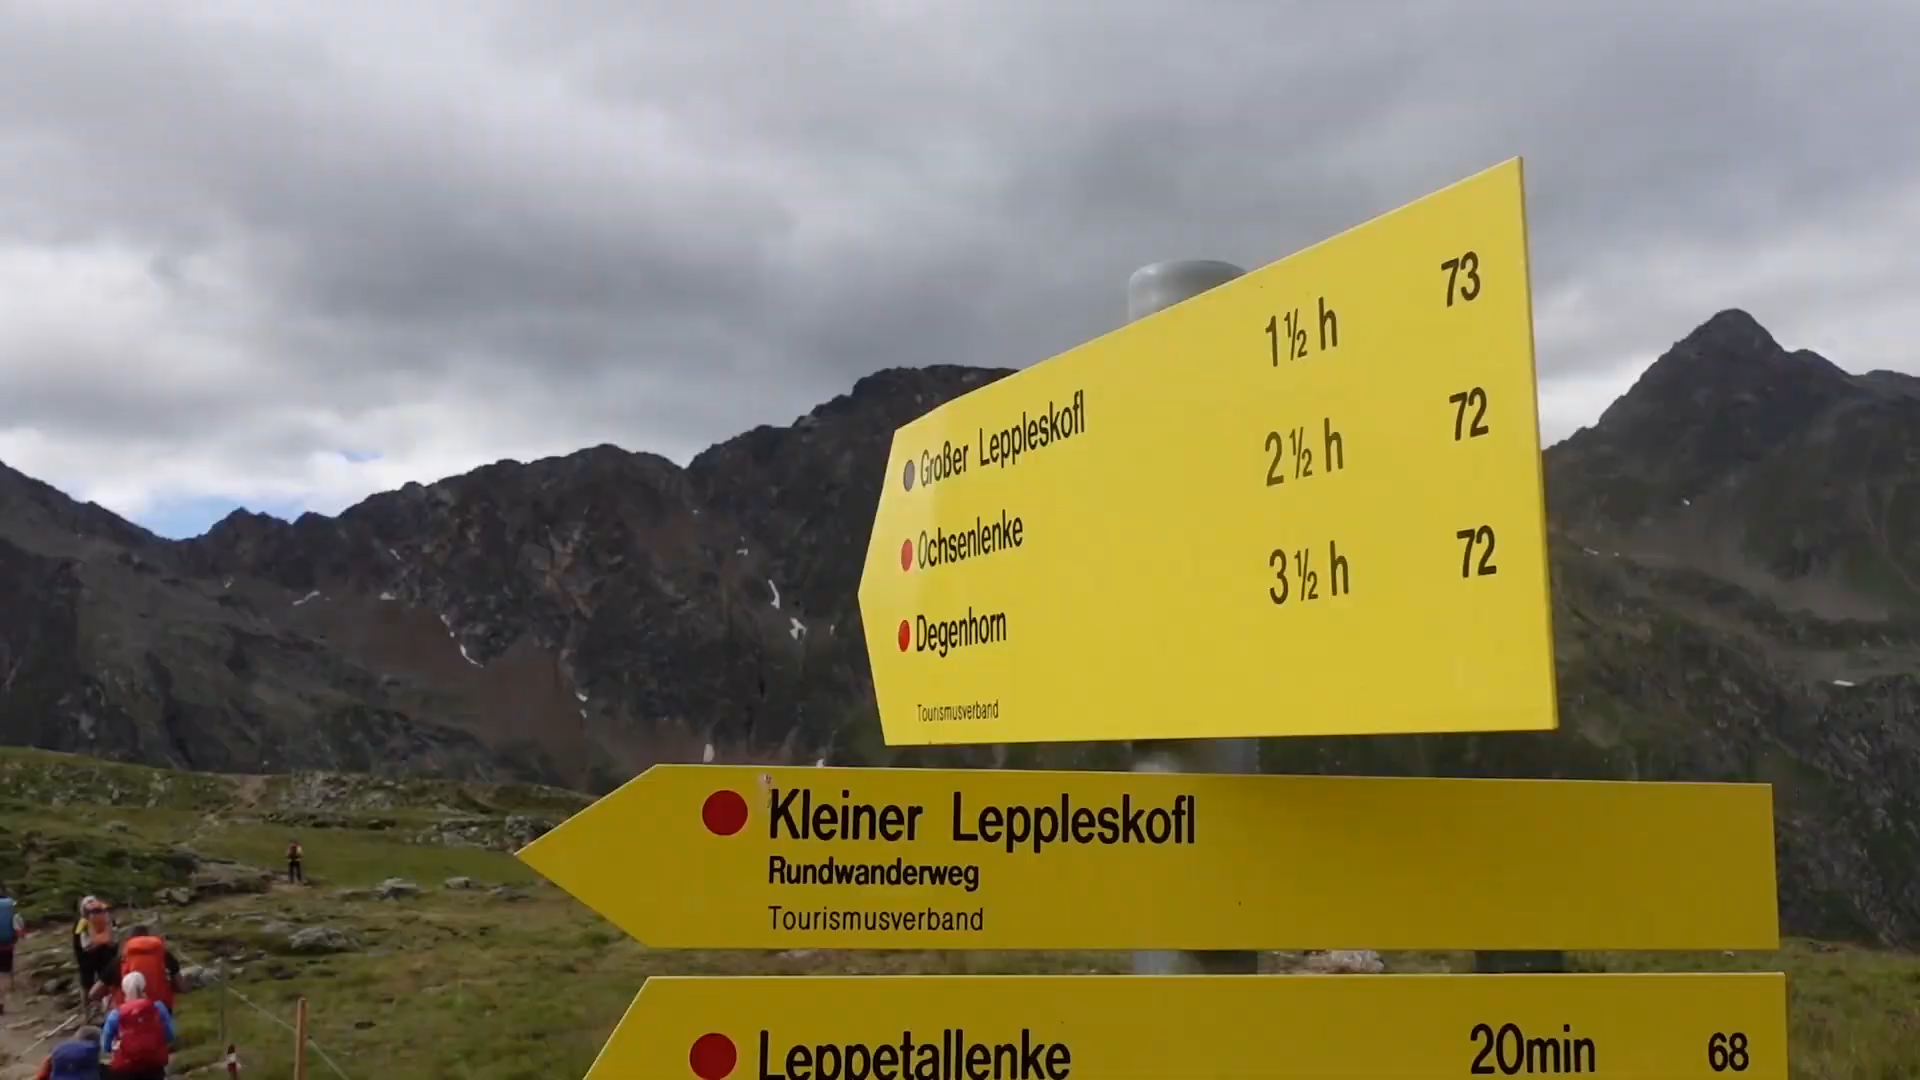 Großer Leppleskofl 1½ h 73
Ochsenlenke 2½ h 72
Degenhorn 3½ h 72
Tourismusverband
Kleiner Leppleskofl
Rundwanderweg
Tourismusverband
Leppetallenke 20min 68